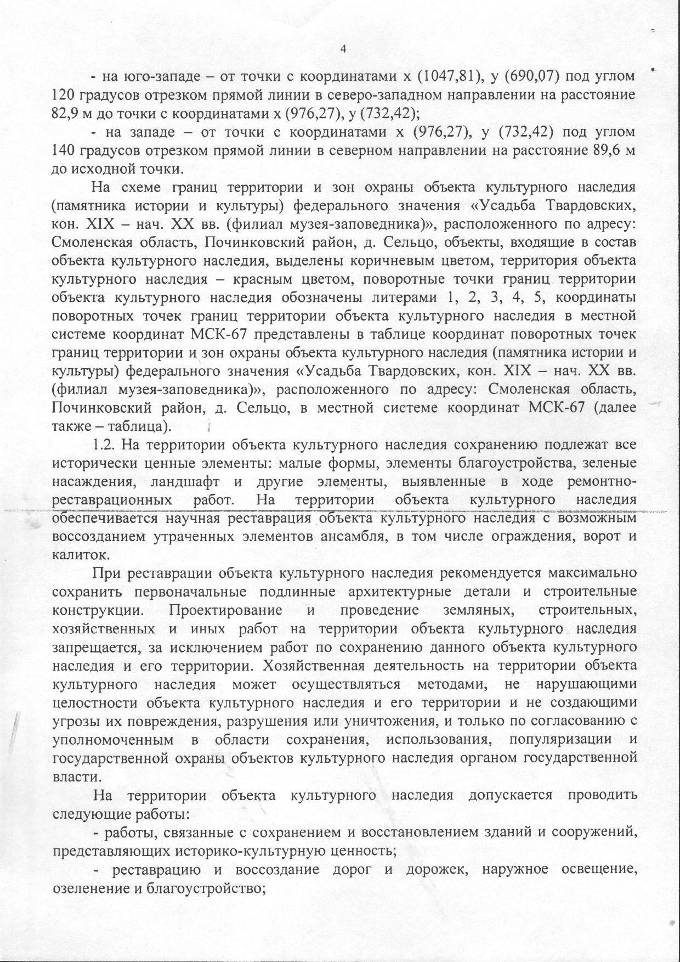 4
- на юго-западе – от точки с координатами х (1047,81), у (690,07) под углом
120 градусов отрезком прямой линии в северо-западном направлении на расстояние
82,9 м до точки с координатами х (976,27), у (732,42);
- на западе – от точки с координатами х (976,27), у (732,42) под углом
140 градусов отрезком прямой линии в северном направлении на расстояние 89,6 м
до исходной точки.
На схеме границ территории и зон охраны объекта культурного наследия
(памятника истории и культуры) федерального значения «Усадьба Твардовских,
кон. XIX – нач. XX вв. (филиал музея-заповедника)», расположенного по адресу:
Смоленская область, Починковский район, д. Сельцо, объекты, входящие в состав
объекта культурного наследия, выделены коричневым цветом, территория объекта
культурного наследия – красным цветом, поворотные точки границ территории
объекта культурного наследия обозначены литерами 1, 2, 3, 4, 5, координаты
поворотных точек границ территории объекта культурного наследия в местной
системе координат МСК-67 представлены в таблице координат поворотных точек
границ территории и зон охраны объекта культурного наследия (памятника истории и
культуры) федерального значения «Усадьба Твардовских, кон. XIX – нач. XX вв.
(филиал музея-заповедника)», расположенного по адресу: Смоленская область,
Починковский район, д. Сельцо, в местной системе координат МСК-67 (далее
также – таблица).
1.2. На территории объекта культурного наследия сохранению подлежат все
исторически ценные элементы: малые формы, элементы благоустройства, зеленые
насаждения, ландшафт и другие элементы, выявленные в ходе ремонтно-
реставрационных работ. На территории объекта культурного наследия
обеспечивается научная реставрация объекта культурного наследия с возможным
воссозданием утраченных элементов ансамбля, в том числе ограждения, ворот и
калиток.
При реставрации объекта культурного наследия рекомендуется максимально
сохранить первоначальные подлинные архитектурные детали и строительные
конструкции. Проектирование и проведение земляных, строительных,
хозяйственных и иных работ на территории объекта культурного наследия
запрещается, за исключением работ по сохранению данного объекта культурного
наследия и его территории. Хозяйственная деятельность на территории объекта
культурного наследия может осуществляться методами, не нарушающими
целостности объекта культурного наследия и его территории и не создающими
угрозы их повреждения, разрушения или уничтожения, и только по согласованию с
уполномоченным в области сохранения, использования, популяризации и
государственной охраны объектов культурного наследия органом государственной
власти.
На территории объекта культурного наследия допускается проводить
следующие работы:
- работы, связанные с сохранением и восстановлением зданий и сооружений,
представляющих историко-культурную ценность;
- реставрацию и воссоздание дорог и дорожек, наружное освещение,
озеленение и благоустройство;